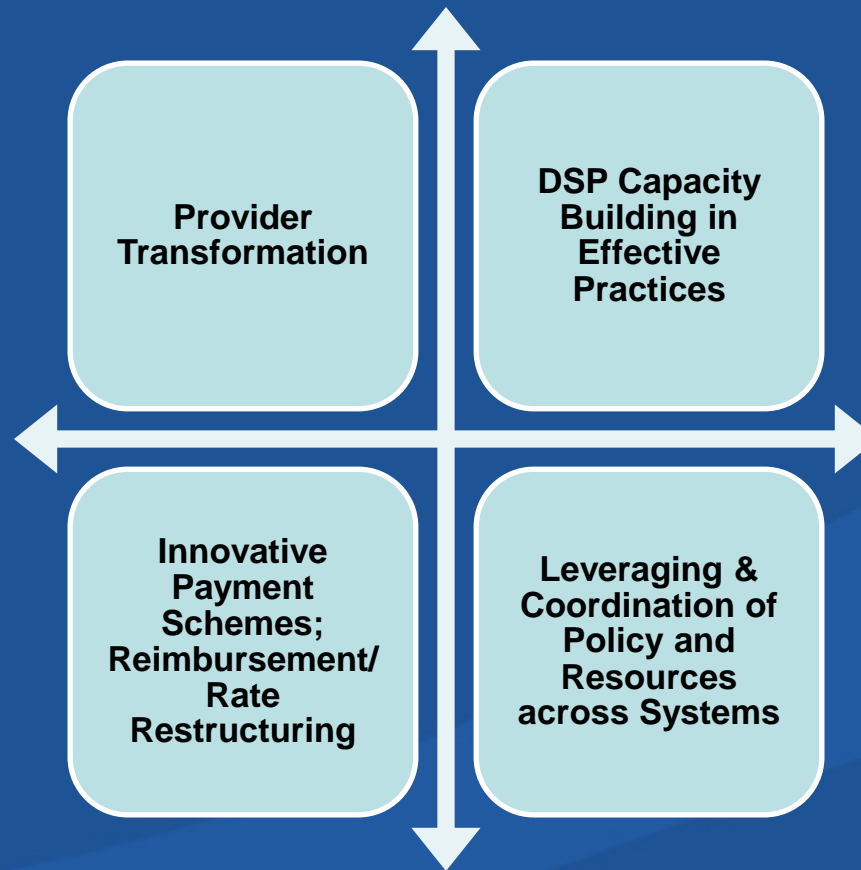 Provider
Transformation
DSP Capacity
Building in
Effective
Practices
Innovative
Payment
Schemes;
Reimbursement/
Rate
Restructuring
Leveraging &
Coordination of
Policy and
Resources
across Systems